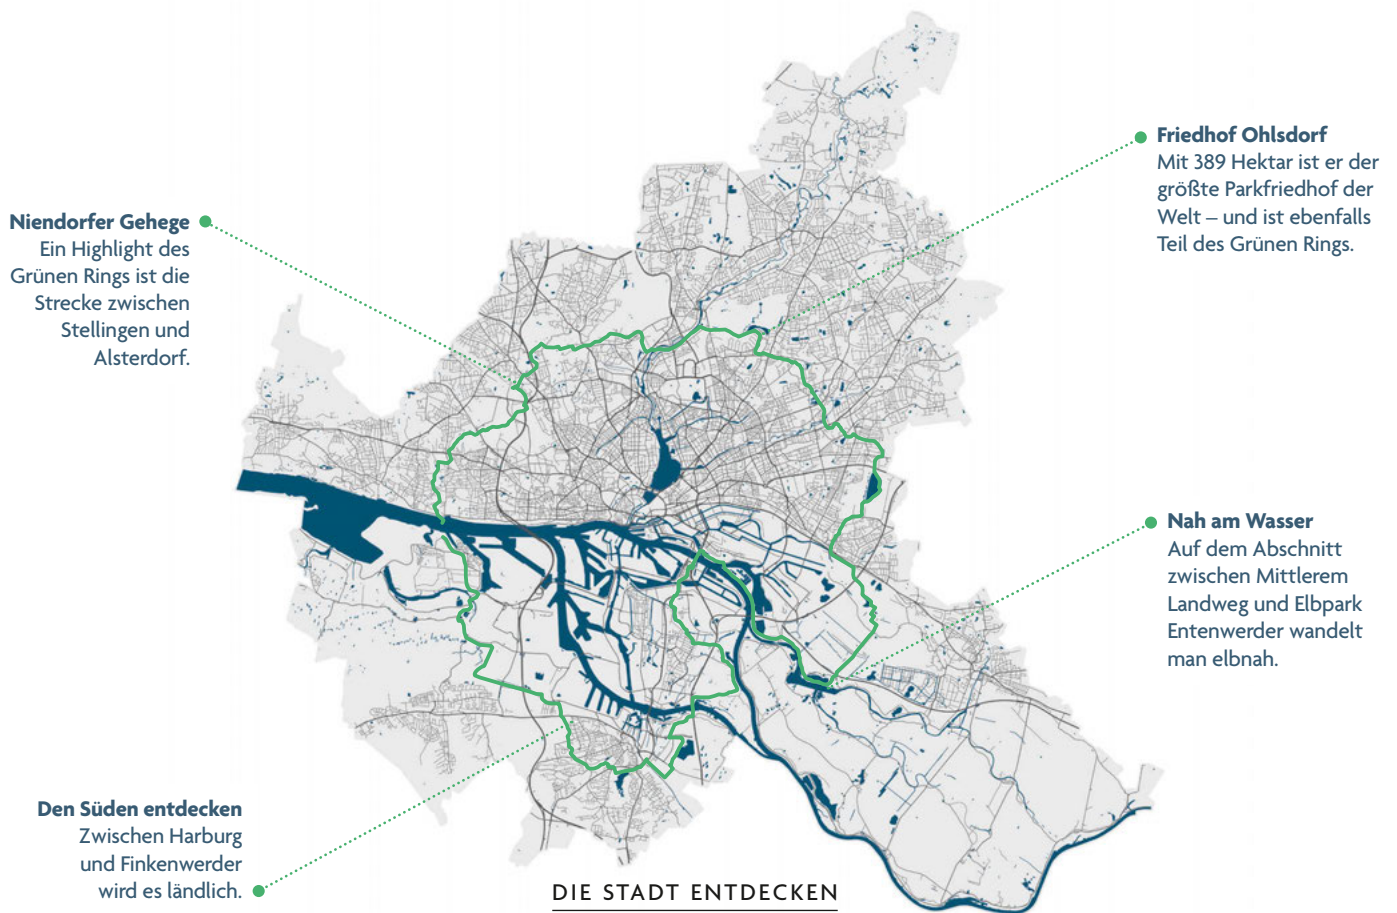 Friedhof Ohlsdorf
Mit 389 Hektar ist er der
größte Parkfriedhof der
Welt – und ist ebenfalls
Teil des Grünen Rings.
Niendorfer Gehege
Ein Highlight des
Grünen Rings ist die
Strecke zwischen
Stellingen und
Alsterdorf.
Nah am Wasser
Auf dem Abschnitt
zwischen Mittlerem
Landweg und Elbpark
Entenwerder wandelt
man elbnah.
Den Süden entdecken
Zwischen Harburg
und Finkenwerder
wird es ländlich.
DIE STADT ENTDECKEN